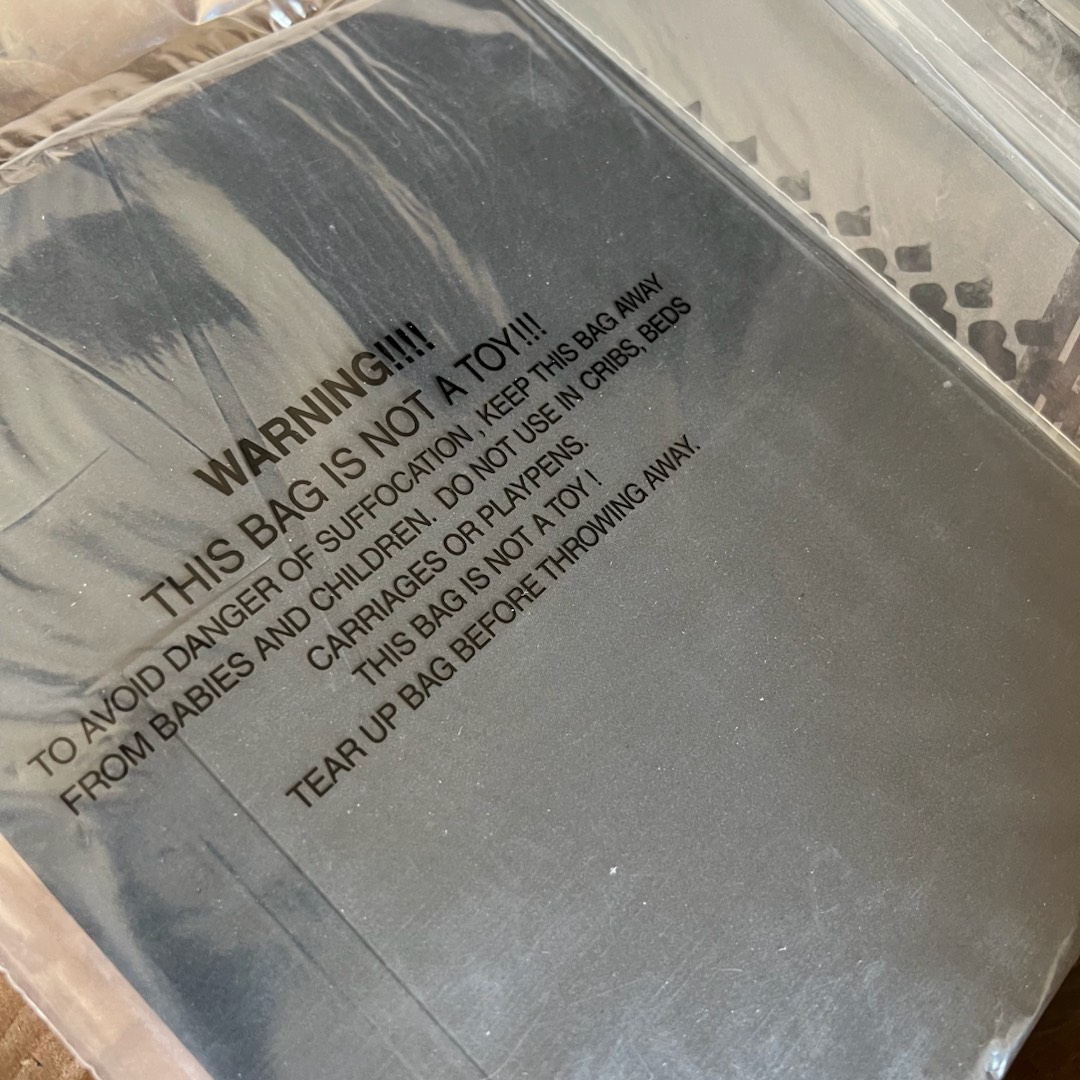 WARNING!!!!
THIS BAG IS NOT A TOY!!!
TO AVOID DANGER OF SUFFOCATION , KEEP THIS BAG AWAY
FROM BABIES AND CHILDREN. DO NOT USE IN CRIBS, BEDS
CARRIAGES OR PLAYPENS.
THIS BAG IS NOT A TOY !
TEAR UP BAG BEFORE THROWING AWAY.